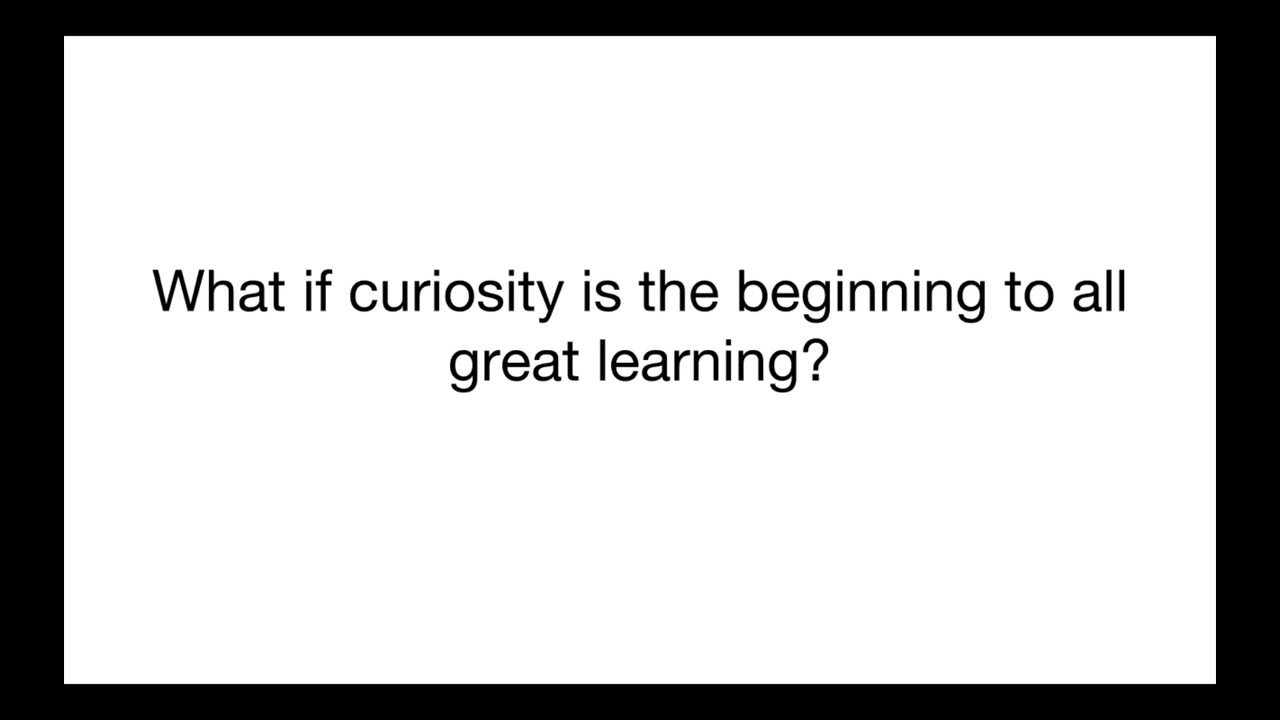 What if curiosity is the beginning to all
great learning?